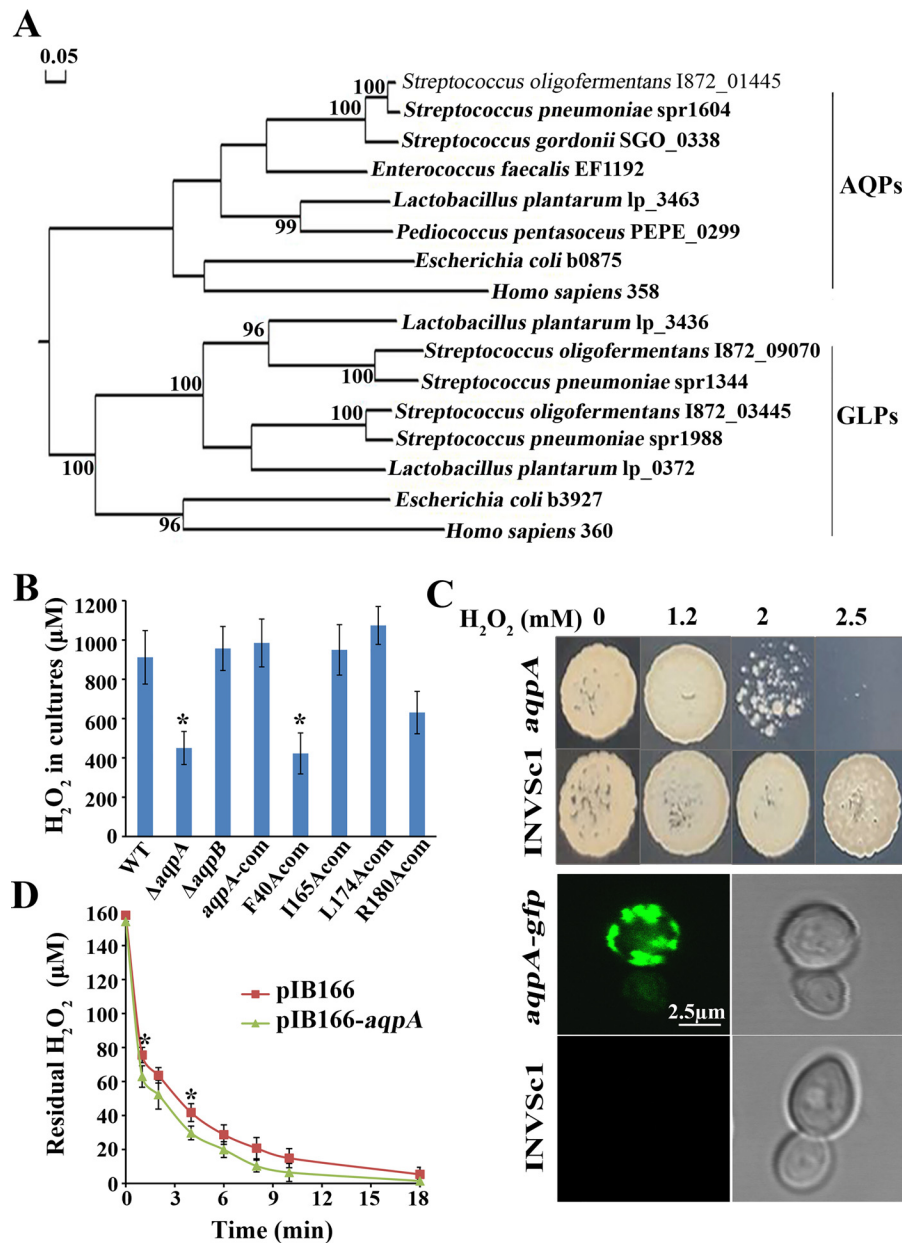 A
0.05
100
Streptococcus oligofermentans I872_01445
100
Streptococcus pneumoniae spr1604
Streptococcus gordonii SGO_0338
Enterococcus faecalis EF1192
AQPs
Lactobacillus plantarum lp_3463
99
Pediococcus pentasoceus PEPE_0299
Escherichia coli b0875
Homo sapiens 358
Lactobacillus plantarum lp_3436
96
Streptococcus oligofermentans I872_09070
100
100
Streptococcus pneumoniae spr1344
100
Streptococcus oligofermentans I872_03445
GLPs
Streptococcus pneumoniae spr1988
100
Lactobacillus plantarum lp_0372
Escherichia coli b3927
96
Homo sapiens 360
B
H₂O₂ in cultures (μM)
1200
1000
800
600
400
200
0
*
*
WT
ΔaqpA
ΔaqpB
aqpA-com
F40Acom
I165Acom
L174Acom
R180Acom
C
H₂O₂ (mM) 0 1.2 2 2.5
aqpA
INVSc1
aqpA-gfp
2.5μm
INVSc1
D
Residual H₂O₂ (μM)
160
140
120
100
80
60
40
20
0
pIB166
pIB166-aqpA
*
*
0 3 6 9 12 15 18
Time (min)